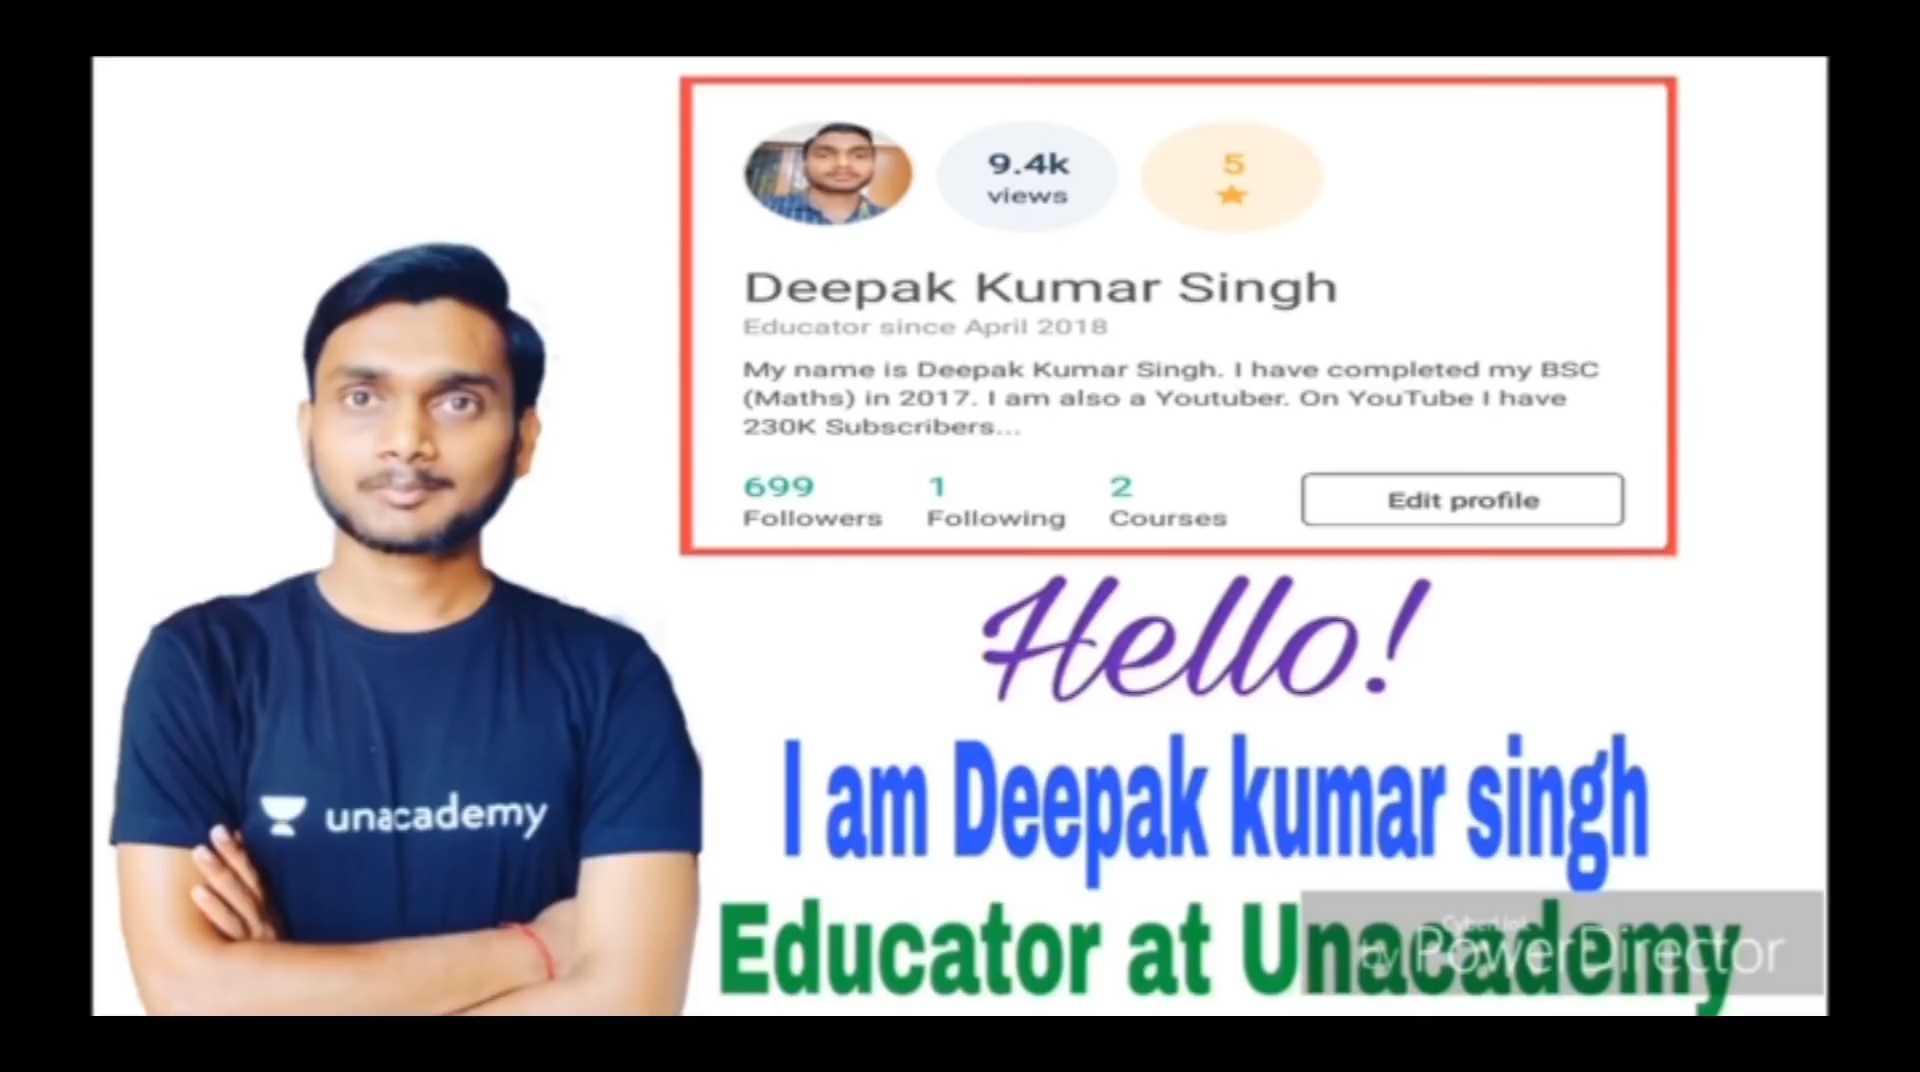 9.4k
views
5
Deepak Kumar Singh
Educator since April 2018
My name is Deepak Kumar Singh. I have completed my BSC
(Maths) in 2017. I am also a Youtuber. On YouTube I have
230K Subscribers...
699
Followers
1
Following
2
Courses
Edit profile
Hello!
I am Deepak kumar singh
unacademy
Educator at Unacademy
CyberLink
by PowerDirector